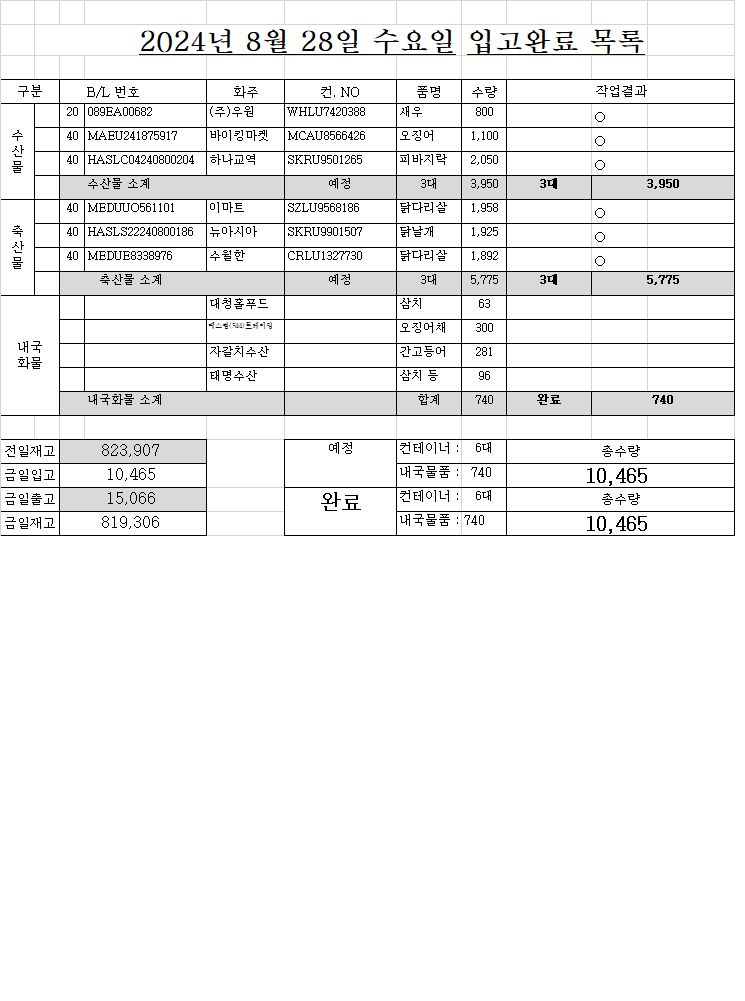 2024년 8월 28일 수요일 입고완료 목록
구분 B/L 번호 화주 컨. NO 품명 수량 작업결과
수산물
20 089EA00682 (주)우원 WHLU7420388 새우 800 ○
40 MAEU241875917 바이킹마켓 MCAU8566426 오징어 1,100 ○
40 HASLC04240800204 하나교역 SKRU9501265 피바지락 2,050 ○
수산물 소계 예정 3대 3,950 3대 3,950
축산물
40 MEDUUO561101 이마트 SZLU9568186 닭다리살 1,958 ○
40 HASLS22240800186 뉴아시아 SKRU9901507 닭날개 1,925 ○
40 MEDUE8338976 수월한 CRLU1327730 닭다리살 1,892 ○
축산물 소계 예정 3대 5,775 3대 5,775
내국화물
대청홀푸드 삼치 63
오징어채 300
자갈치수산 간고등어 281
태명수산 삼치 등 96
내국화물 소계 합계 740 완료 740
전일재고 823,907 예정 컨테이너 : 6대 총수량
금일입고 10,465 내국물품 : 740 10,465
금일출고 15,066 완료 컨테이너 : 6대 총수량
금일재고 819,306 내국물품 : 740 10,465